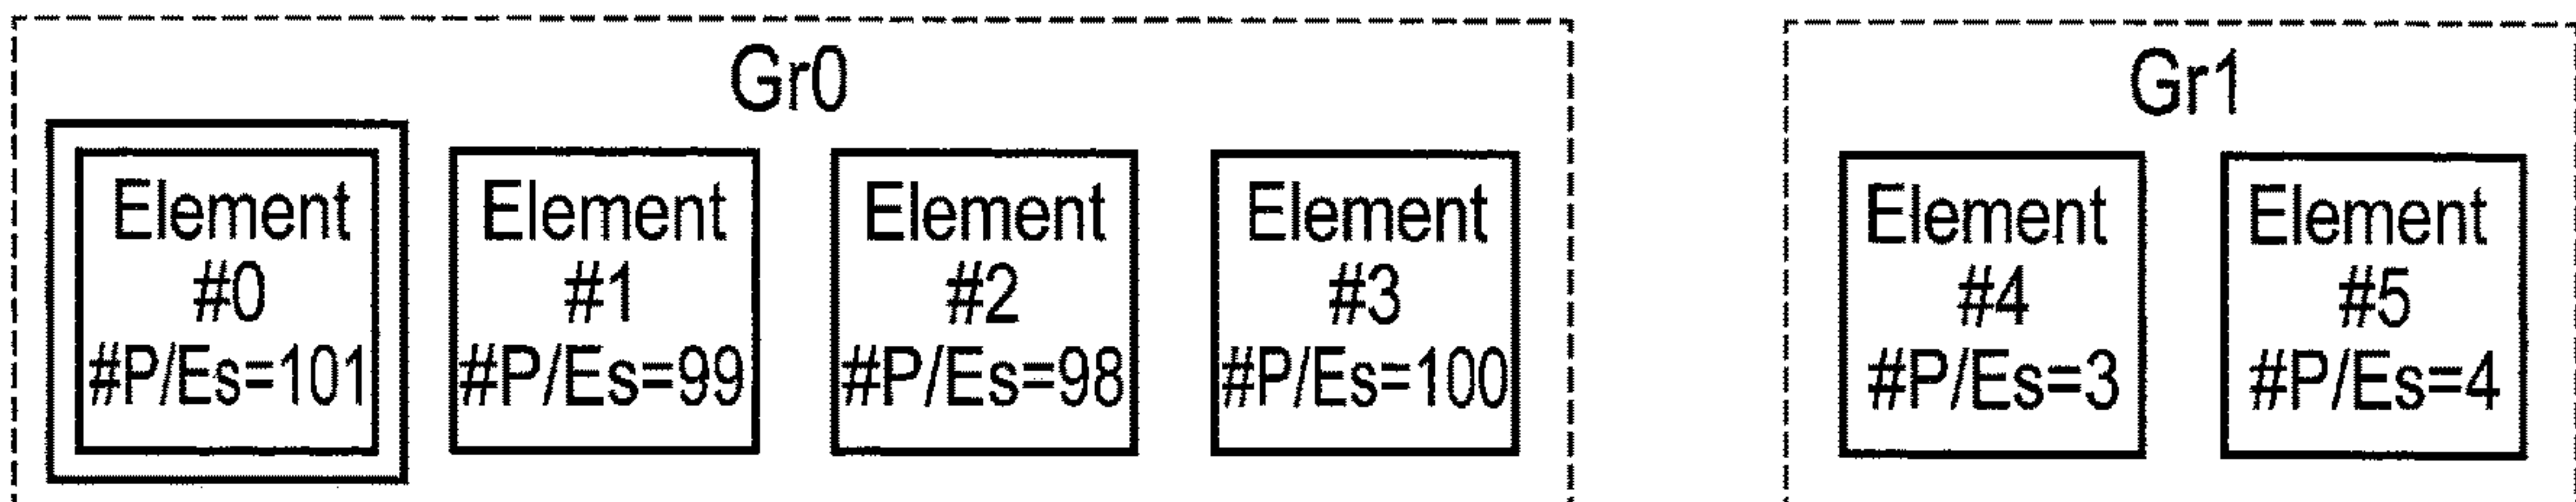 Gr0
Element
#0
#P/Es=101
Element
#1
#P/Es=99
Element
#2
#P/Es=98
Element
#3
#P/Es=100
Gr1
Element
#4
#P/Es=3
Element
#5
#P/Es=4